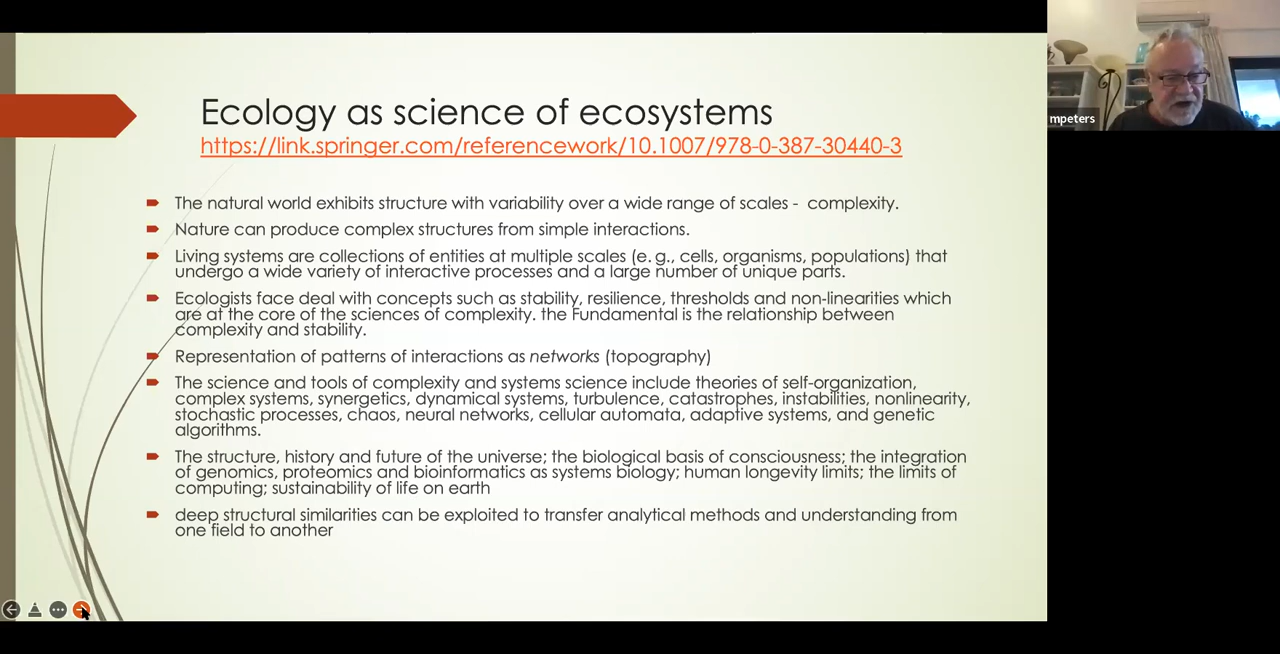 Ecology as science of ecosystems
https://link.springer.com/referencework/10.1007/978-0-387-30440-3
The natural world exhibits structure with variability over a wide range of scales - complexity.
Nature can produce complex structures from simple interactions.
Living systems are collections of entities at multiple scales (e. g., cells, organisms, populations) that
undergo a wide variety of interactive processes and a large number of unique parts.
Ecologists face deal with concepts such as stability, resilience, thresholds and non-linearities which
are at the core of the sciences of complexity. the Fundamental is the relationship between
complexity and stability.
Representation of patterns of interactions as networks (topography)
The science and tools of complexity and systems science include theories of self-organization,
complex systems, synergetics, dynamical systems, turbulence, catastrophes, instabilities, nonlinearity,
stochastic processes, chaos, neural networks, cellular automata, adaptive systems, and genetic
algorithms.
The structure, history and future of the universe; the biological basis of consciousness; the integration
of genomics, proteomics and bioinformatics as systems biology; human longevity limits; the limits of
computing; sustainability of life on earth
deep structural similarities can be exploited to transfer analytical methods and understanding from
one field to another
mpeters